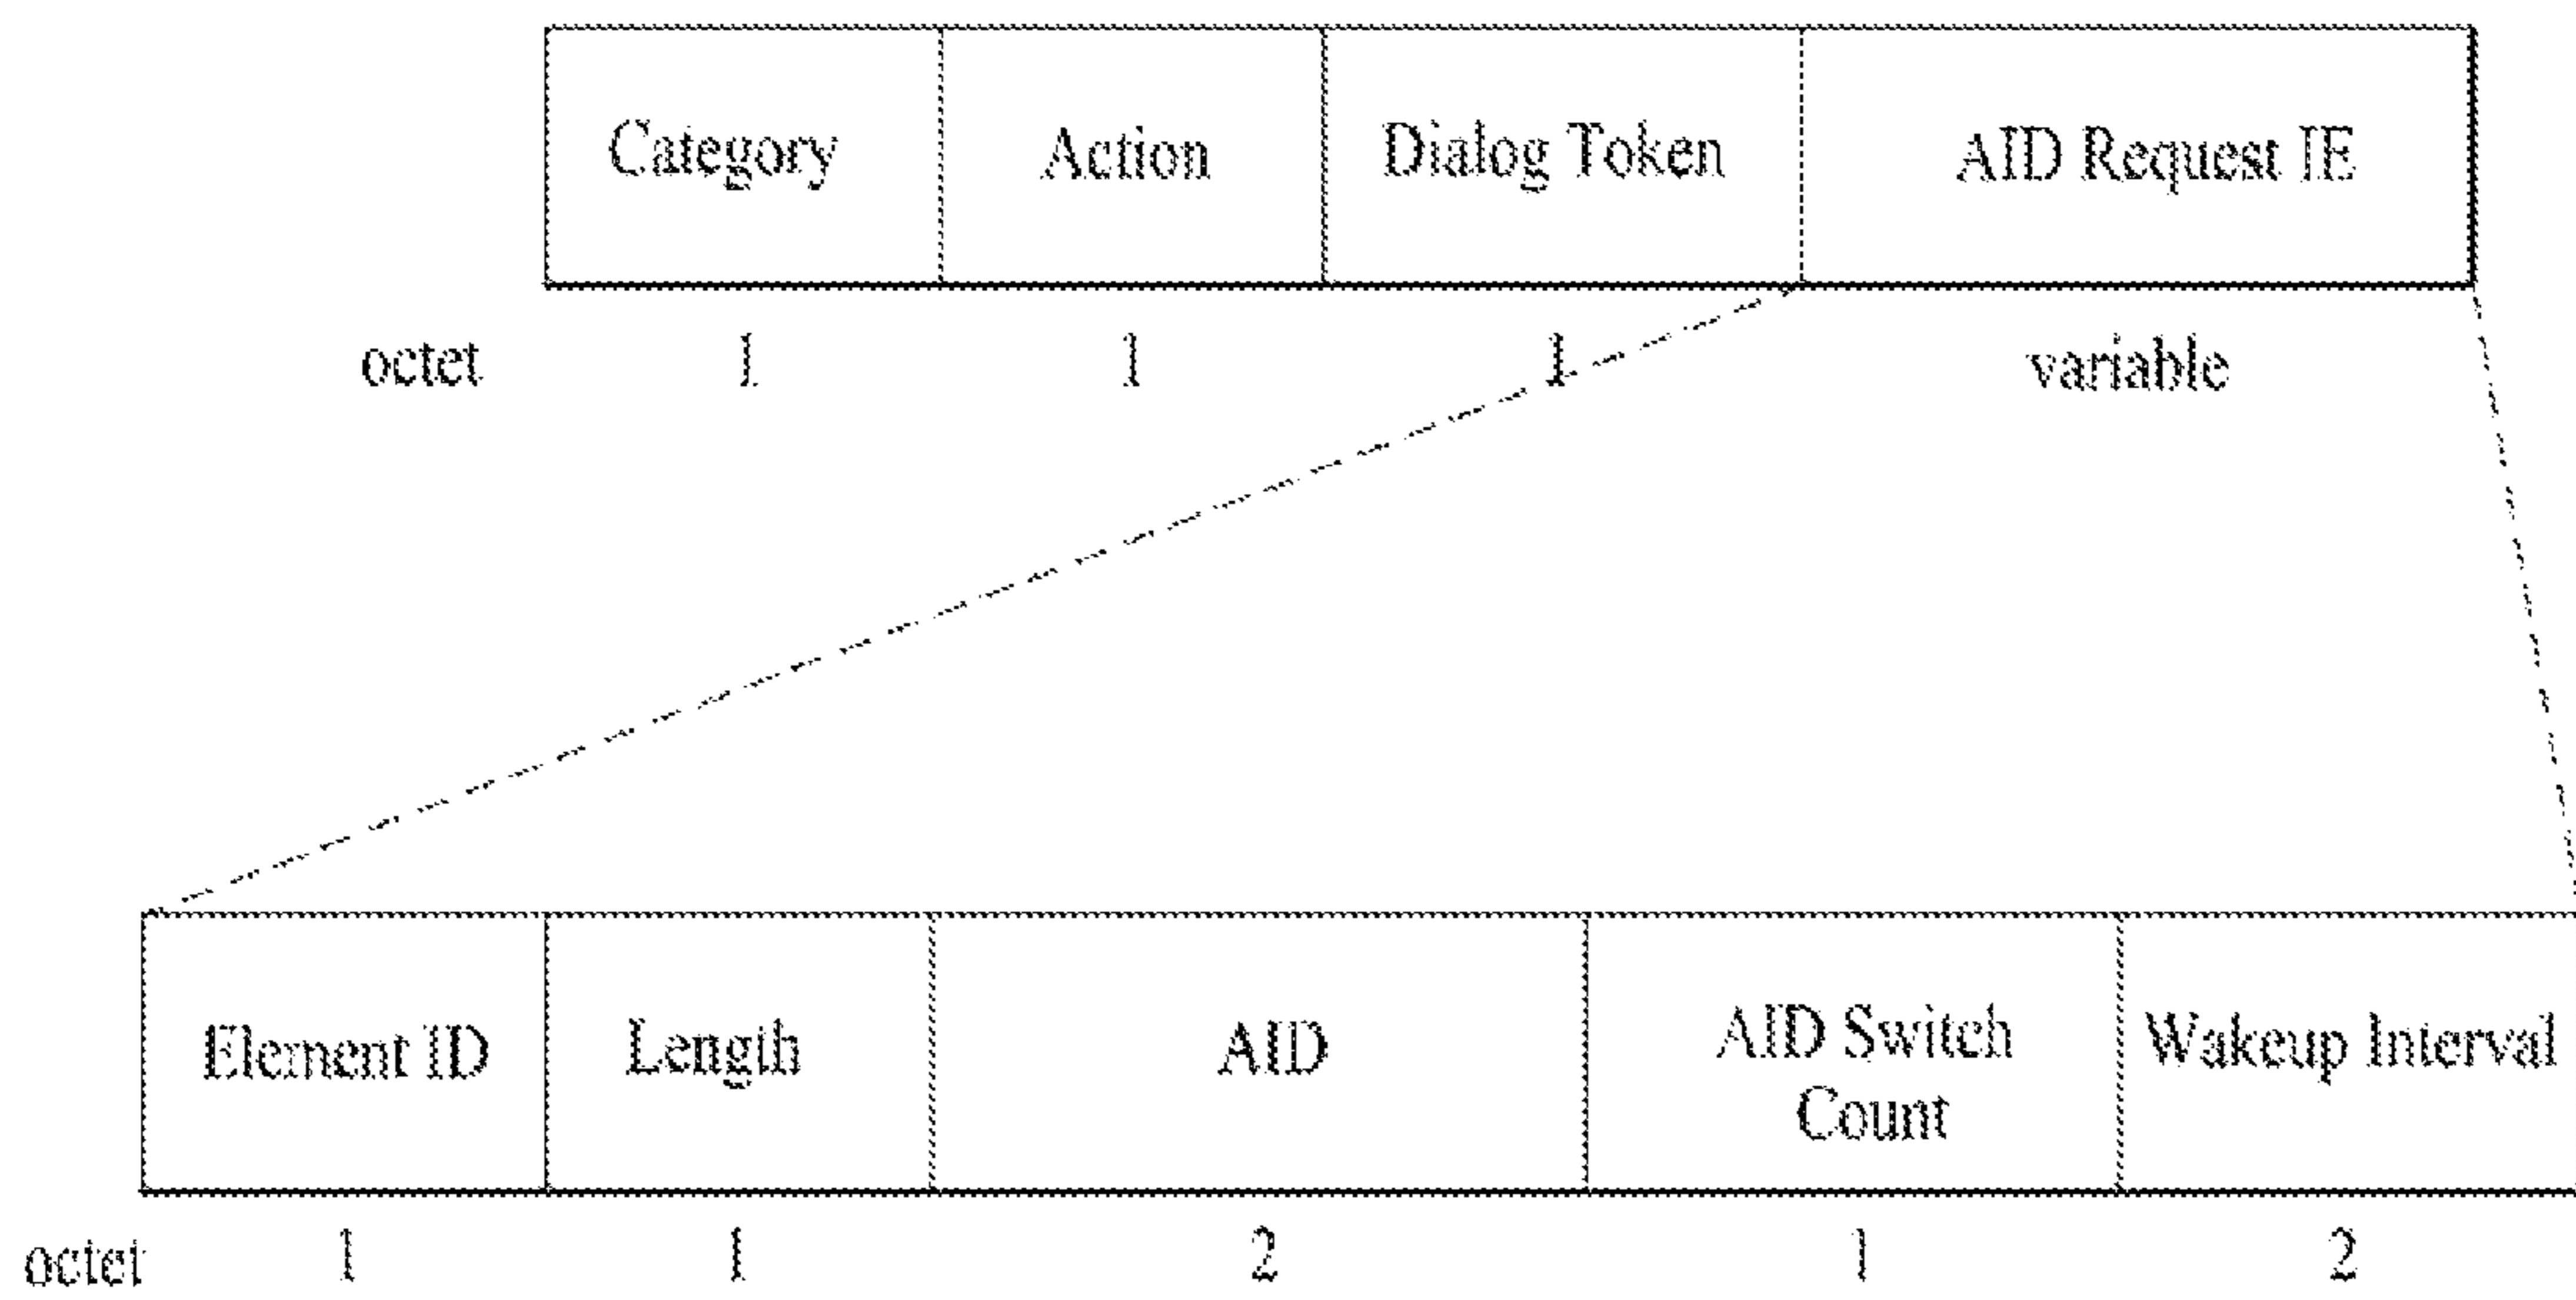 Category Action Dialog Token AID Request IE
octet 1 1 1 variable
Element ID Length AID AID Switch Count Wakeup Interval
octet 1 1 2 1 2